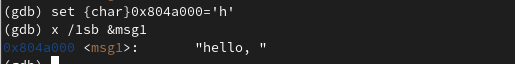 (gdb) set {char}0x804a000='h'
(gdb) x /1sb &msg1
0x804a000 <msg1>:      "hello, "
(gdb)